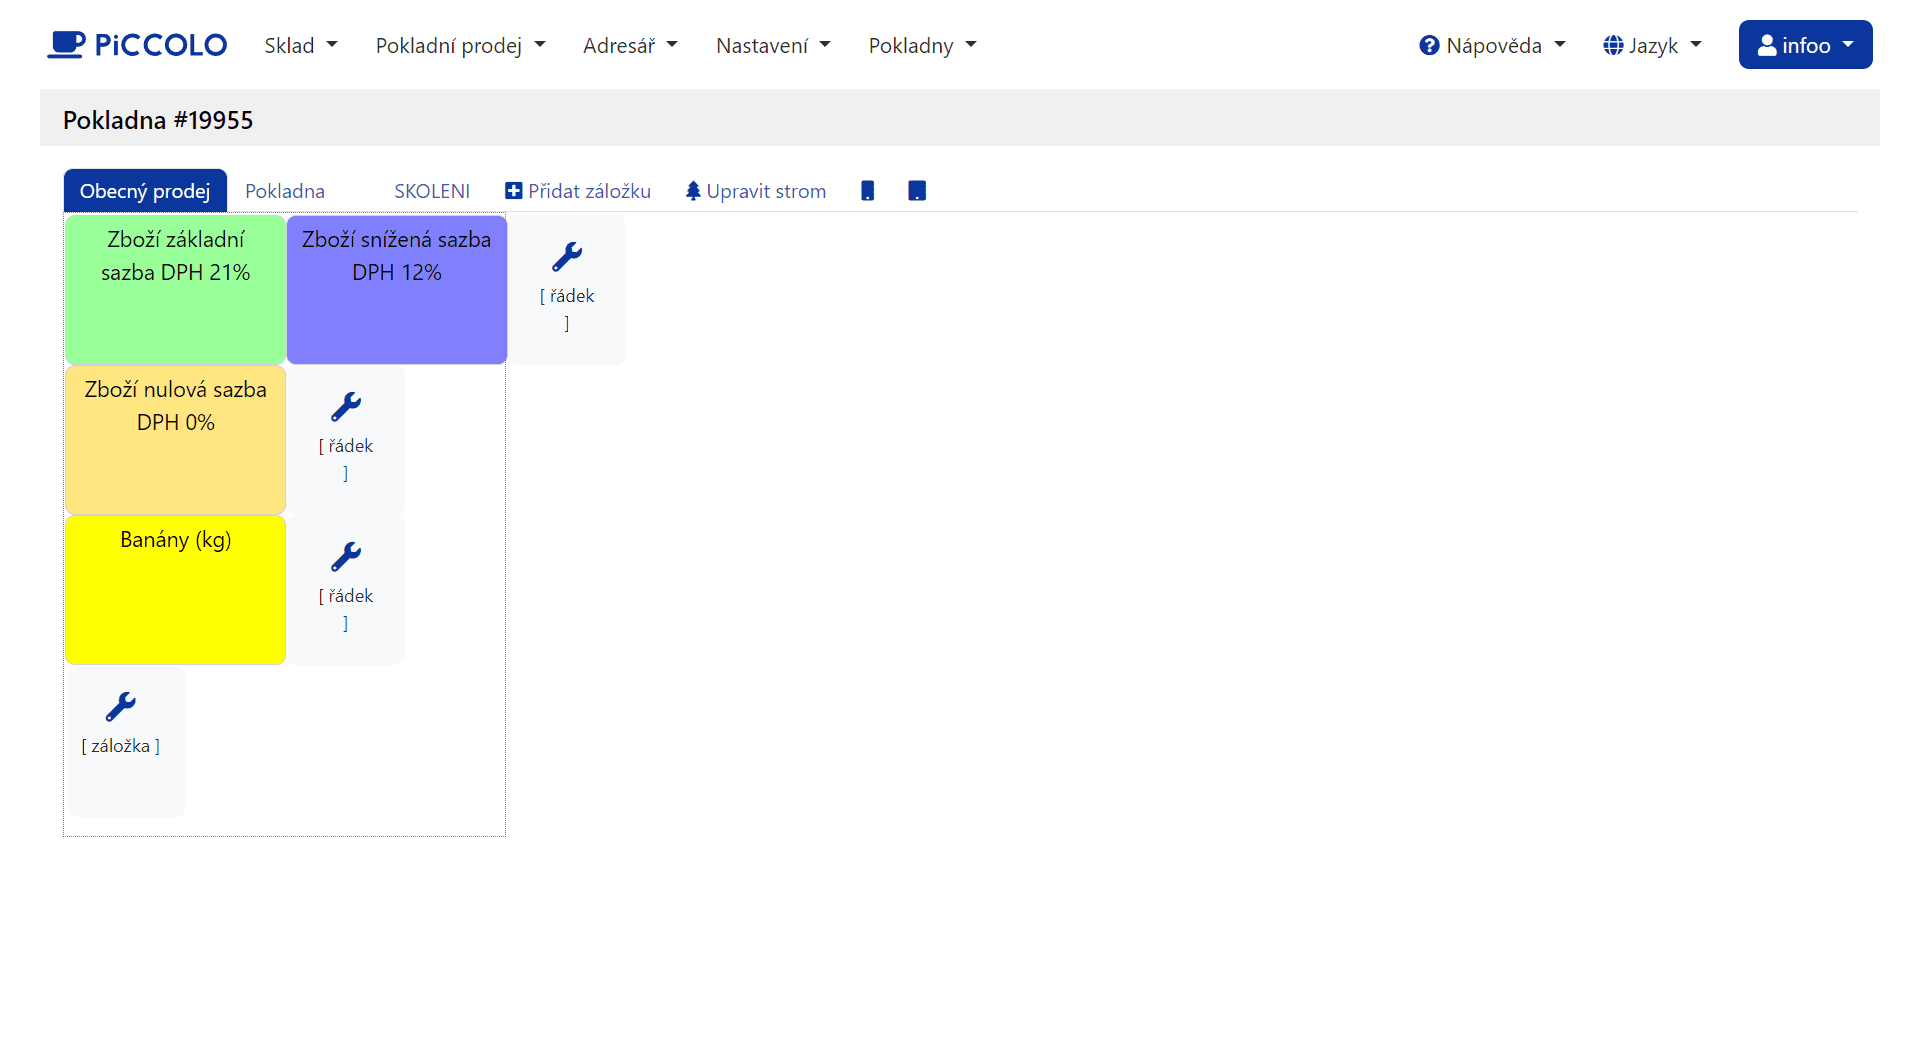 PiCCOLO Sklad Pokladní prodej Adresář Nastavení Pokladny Nápověda Jazyk infoo
Pokladna #19955
Obecný prodej Pokladna SKOLENI Přidat záložku Upravit strom
Zboží základní
sazba DPH 21%
Zboží snížená sazba
DPH 12%
[ řádek
]
Zboží nulová sazba
DPH 0%
[ řádek
]
Banány (kg)
[ řádek
]
[ záložka ]